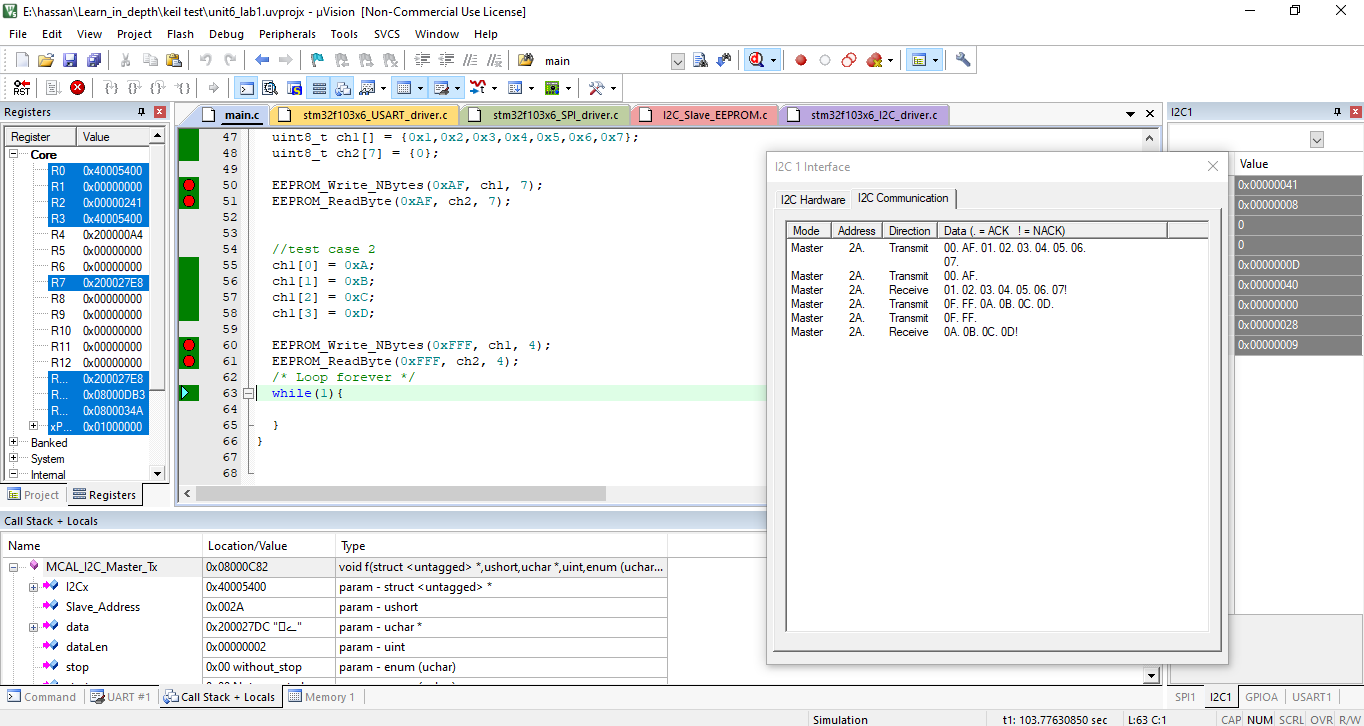 E:\hassan\Learn_in_depth\keil test\unit6_lab1.uvprojx - µVision [Non-Commercial Use License]
File Edit View Project Flash Debug Peripherals Tools SVCS Window Help
main
RST
Registers
Register Value
Core
R0 0x40005400
R1 0x00000000
R2 0x00000241
R3 0x40005400
R4 0x200000A4
R5 0x00000000
R6 0x00000000
R7 0x200027E8
R8 0x00000000
R9 0x00000000
R10 0x00000000
R11 0x00000000
R12 0x00000000
R... 0x200027E8
R... 0x08000DB3
R... 0x0800034A
xP... 0x01000000
Banked
System
Internal
Project Registers
main.c stm32f103x6_USART_driver.c stm32f103x6_SPI_driver.c I2C_Slave_EEPROM.c stm32f103x6_I2C_driver.c
47 uint8_t ch1[] = {0x1,0x2,0x3,0x4,0x5,0x6,0x7};
48 uint8_t ch2[7] = {0};
49
50 EEPROM_Write_NBytes(0xAF, ch1, 7);
51 EEPROM_ReadByte(0xAF, ch2, 7);
52
53
54 //test case 2
55 ch1[0] = 0xA;
56 ch1[1] = 0xB;
57 ch1[2] = 0xC;
58 ch1[3] = 0xD;
59
60 EEPROM_Write_NBytes(0xFFF, ch1, 4);
61 EEPROM_ReadByte(0xFFF, ch2, 4);
62 /* Loop forever */
63 while(1){
64
65 }
66 }
67
68
I2C 1 Interface
I2C Hardware I2C Communication
Mode Address Direction Data (. = ACK ! = NACK)
Master 2A. Transmit 00. AF. 01. 02. 03. 04. 05. 06.
07.
Master 2A. Transmit 00. AF.
Master 2A. Receive 01. 02. 03. 04. 05. 06. 07!
Master 2A. Transmit 0F. FF. 0A. 0B. 0C. 0D.
Master 2A. Transmit 0F. FF.
Master 2A. Receive 0A. 0B. 0C. 0D!
I2C1
Value
0x00000041
0x00000008
0
0
0x0000000D
0x00000040
0x00000000
0x00000028
0x00000009
Call Stack + Locals
Name Location/Value Type
MCAL_I2C_Master_Tx 0x08000C82 void f(struct <untagged> *,ushort,uchar *,uint,enum (uchar...
I2Cx 0x40005400 param - struct <untagged> *
Slave_Address 0x002A param - ushort
data 0x200027DC param - uchar *
dataLen 0x00000002 param - uint
stop 0x00 without_stop param - enum (uchar)
Command UART #1 Call Stack + Locals Memory 1
SPI1 I2C1 GPIOA USART1
Simulation t1: 103.77630850 sec L:63 C:1 CAP NUM SCRL OVR R/W